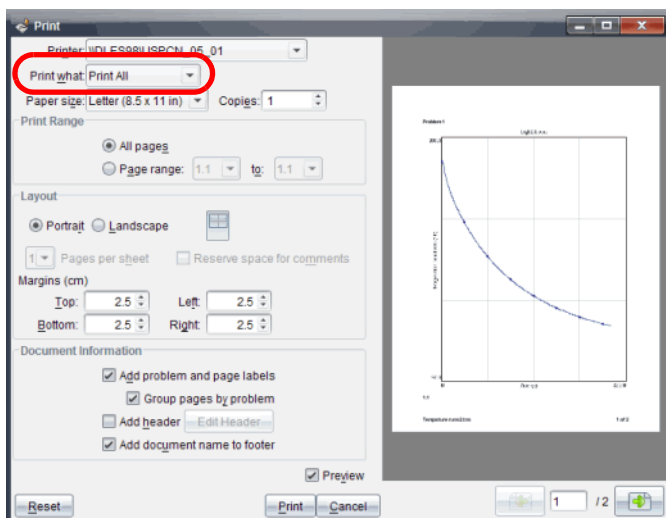 Print
Printer: \\DLES98\USPCN_05_01
Print what: Print All
Paper size: Letter (8.5 x 11 in) Copies: 1
Print Range
All pages
Page range: 1.1 to: 1.1
Layout
Portrait Landscape
1 Pages per sheet Reserve space for comments
Margins (cm)
Top: 2.5 Left: 2.5
Bottom: 2.5 Right: 2.5
Document Information
Add problem and page labels
Group pages by problem
Add header Edit Header
Add document name to footer
Preview
Reset Print Cancel
Problem 1
0
1.1
1 of 2
1 / 2